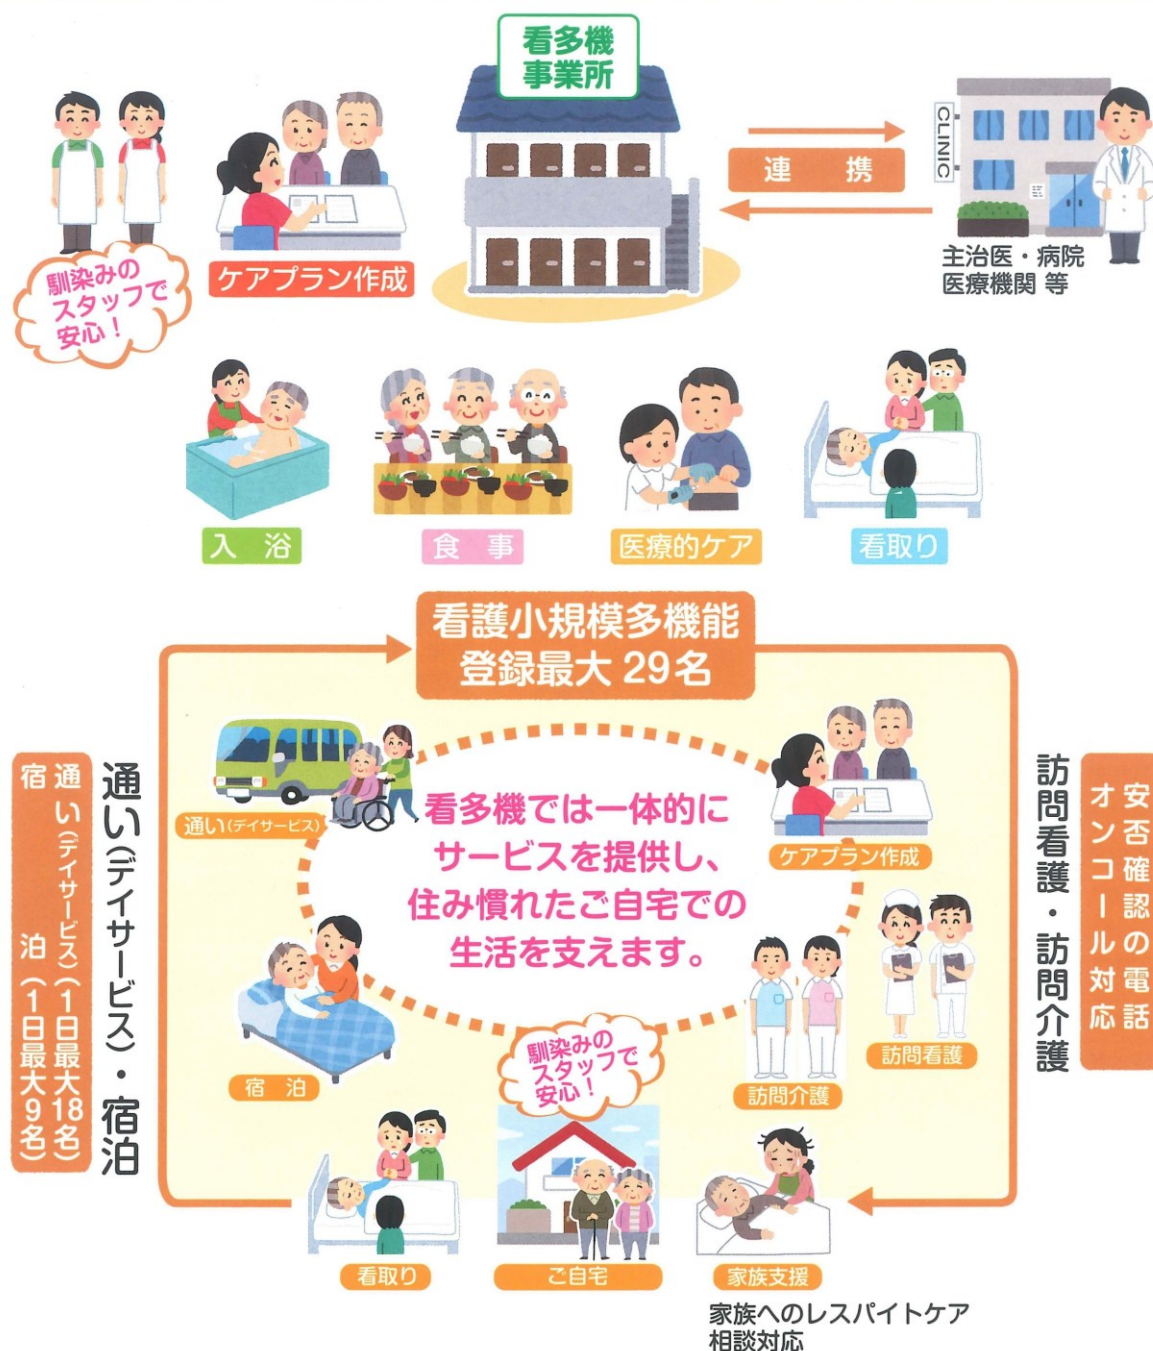 看多機
事業所
連携
CLINIC
主治医・病院
医療機関 等
馴染みの
スタッフで
安心！
ケアプラン作成
入浴
食事
医療的ケア
看取り
看護小規模多機能
登録最大 29名
通い(デイサービス)
看多機では一体的に
サービスを提供し、
住み慣れたご自宅での
生活を支えます。
ケアプラン作成
訪問看護
訪問介護
宿泊
馴染みの
スタッフで
安心！
看取り
ご自宅
家族支援
家族へのレスパイトケア
相談対応
通い(デイサービス)・宿泊
通い(デイサービス)(1日最大18名)
宿泊(1日最大9名)
訪問看護・訪問介護
安否確認の電話
オンコール対応